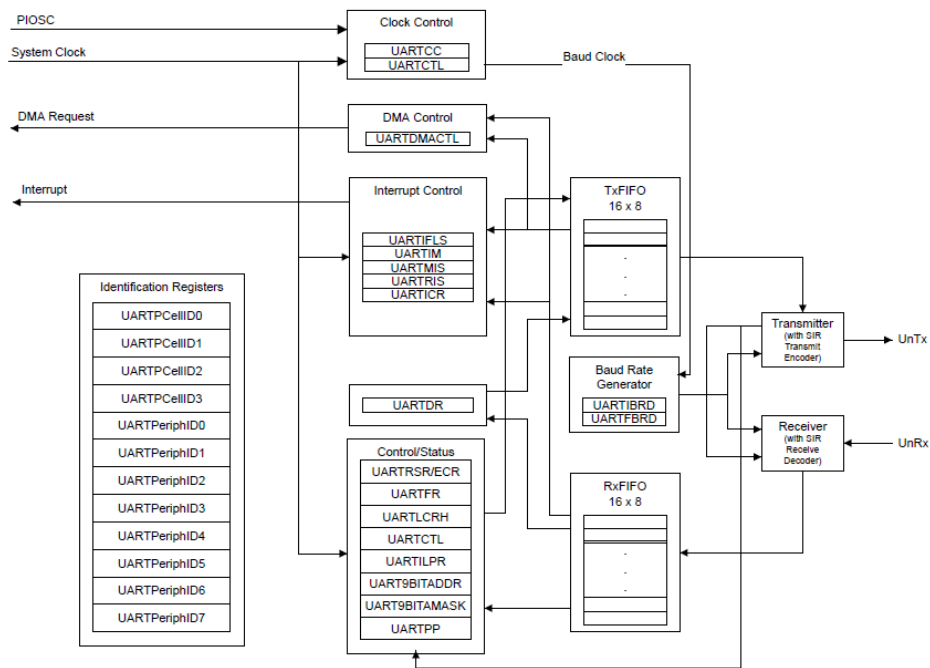 PIOSC
System Clock
Clock Control
UARTCC
UARTCTL
Baud Clock
DMA Request
DMA Control
UARTDMACTL
Interrupt
Interrupt Control
UARTIFLS
UARTIM
UARTMIS
UARTRIS
UARTICR
TxFIFO
16 x 8
.
.
.
Identification Registers
UARTPCellID0
UARTPCellID1
UARTPCellID2
UARTPCellID3
UARTPeriphID0
UARTPeriphID1
UARTPeriphID2
UARTPeriphID3
UARTPeriphID4
UARTPeriphID5
UARTPeriphID6
UARTPeriphID7
UARTDR
Baud Rate
Generator
UARTIBRD
UARTFBRD
Transmitter
(with SIR
Transmit
Encoder)
UnTx
Receiver
(with SIR
Receive
Decoder)
UnRx
Control/Status
UARTRSR/ECR
UARTFR
UARTLCRH
UARTCTL
UARTILPR
UART9BITADDR
UART9BITAMASK
UARTPP
RxFIFO
16 x 8
.
.
.